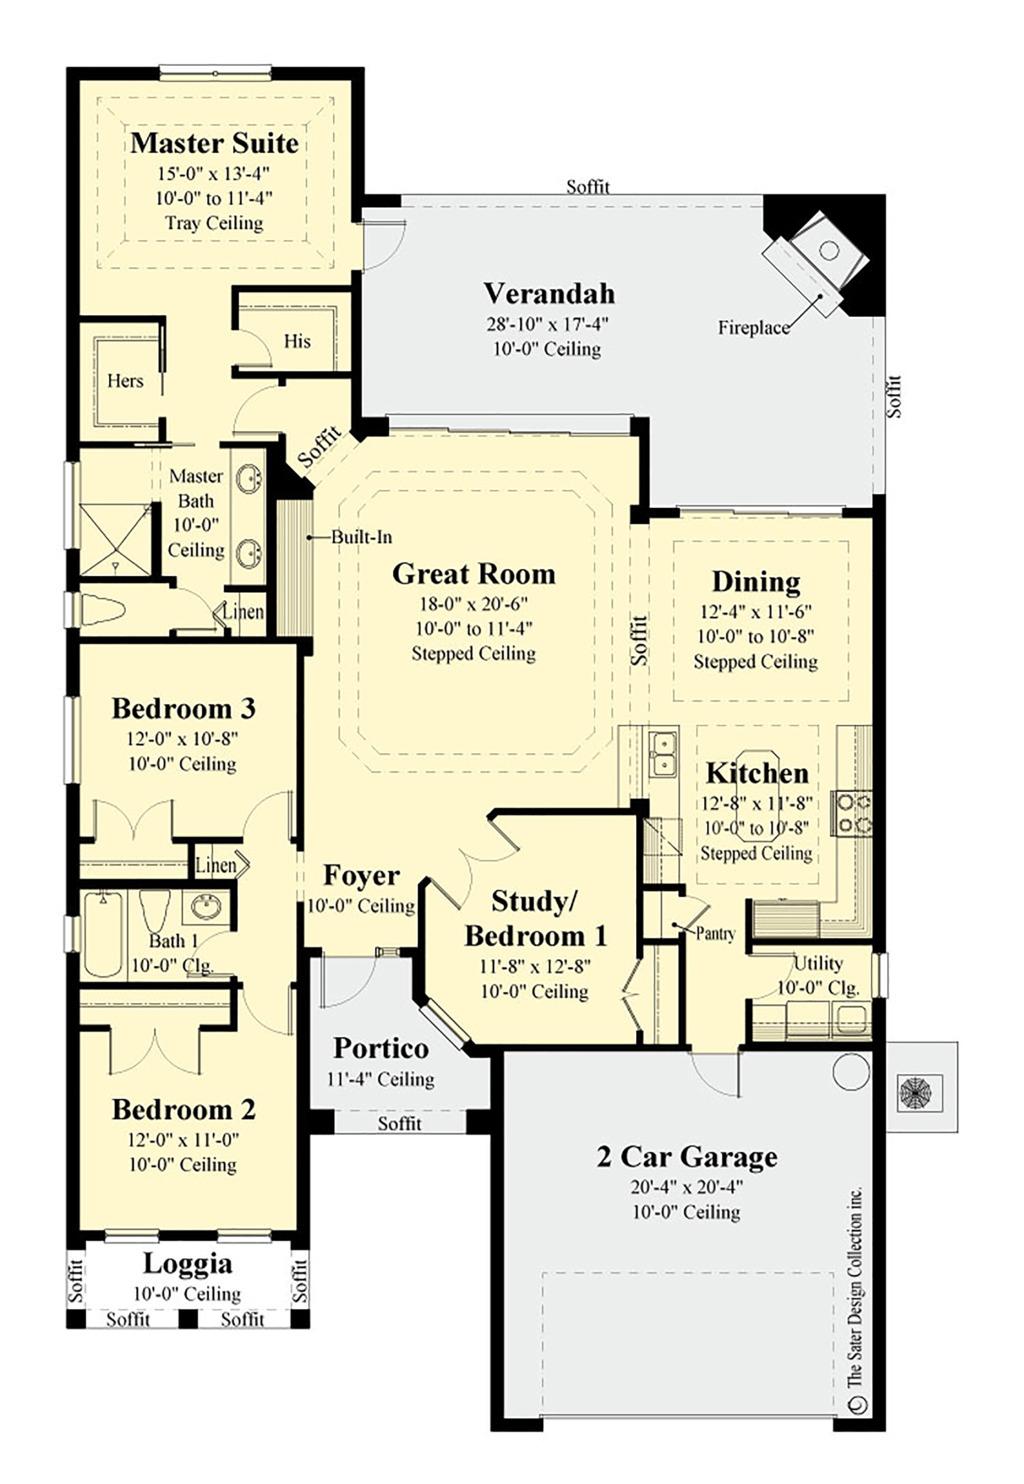 Master Suite
15'-0" x 13'-4"
10'-0" to 11'-4"
Tray Ceiling
Soffit
Verandah
28'-10" x 17'-4"
10'-0" Ceiling
Fireplace
Soffit
His
Hers
Soffit
Master
Bath
10'-0"
Ceiling
Built-In
Linen
Great Room
18'-0" x 20'-6"
10'-0" to 11'-4"
Stepped Ceiling
Soffit
Dining
12'-4" x 11'-6"
10'-0" to 10'-8"
Stepped Ceiling
Bedroom 3
12'-0" x 10'-8"
10'-0" Ceiling
Kitchen
12'-8" x 11'-8"
10'-0" to 10'-8"
Stepped Ceiling
Linen
Foyer
10'-0" Ceiling
Study/
Bedroom 1
11'-8" x 12'-8"
10'-0" Ceiling
Pantry
Bath 1
10'-0" Clg.
Utility
10'-0" Clg.
Portico
11'-4" Ceiling
Soffit
Bedroom 2
12'-0" x 11'-0"
10'-0" Ceiling
2 Car Garage
20'-4" x 20'-4"
10'-0" Ceiling
Loggia
10'-0" Ceiling
Soffit
Soffit
Soffit
Soffit
© The Sater Design Collection inc.